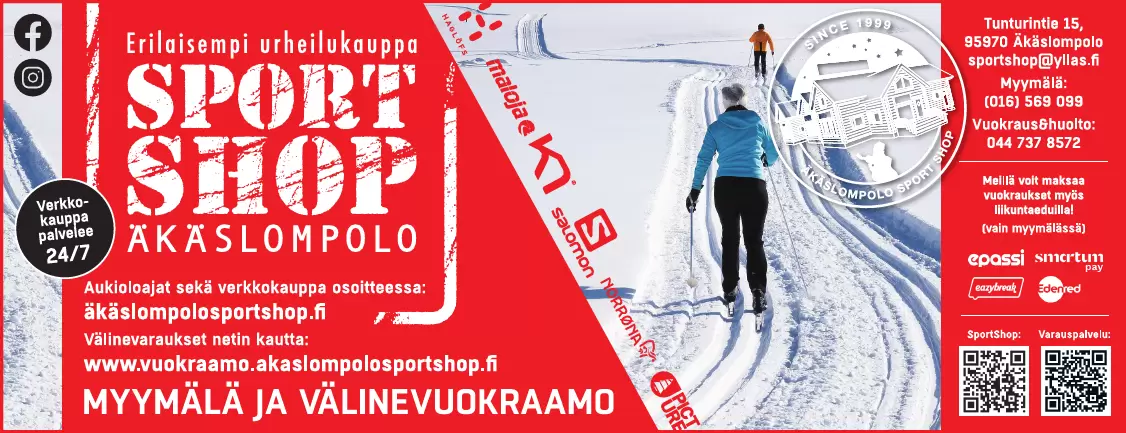 Erilaisempi urheilukauppa
SPORT
SHOP
ÄKÄSLOMPOLO
Verkko-
kauppa
palvelee
24/7
Aukioloajat sekä verkkokauppa osoitteessa:
äkäslompolosportshop.fi
Välinevaraukset netin kautta:
www.vuokraamo.akaslompolosportshop.fi
MYYMÄLÄ JA VÄLINEVUOKRAAMO
HAGLÖFS
maloja
K2
salomon
NORRØNA
PICT
URE
SINCE 1999
ÄKÄSLOMPOLO SPORT SHOP
Tunturintie 15,
95970 Äkäslompolo
sportshop@yllas.fi
Myymälä:
(016) 569 099
Vuokraus&huolto:
044 737 8572
Meillä voit maksaa
vuokraukset myös
liikuntaeduilla!
(vain myymälässä)
epassi
smartum
pay
eazybreak
Edenred
SportShop:
Varauspalvelu: